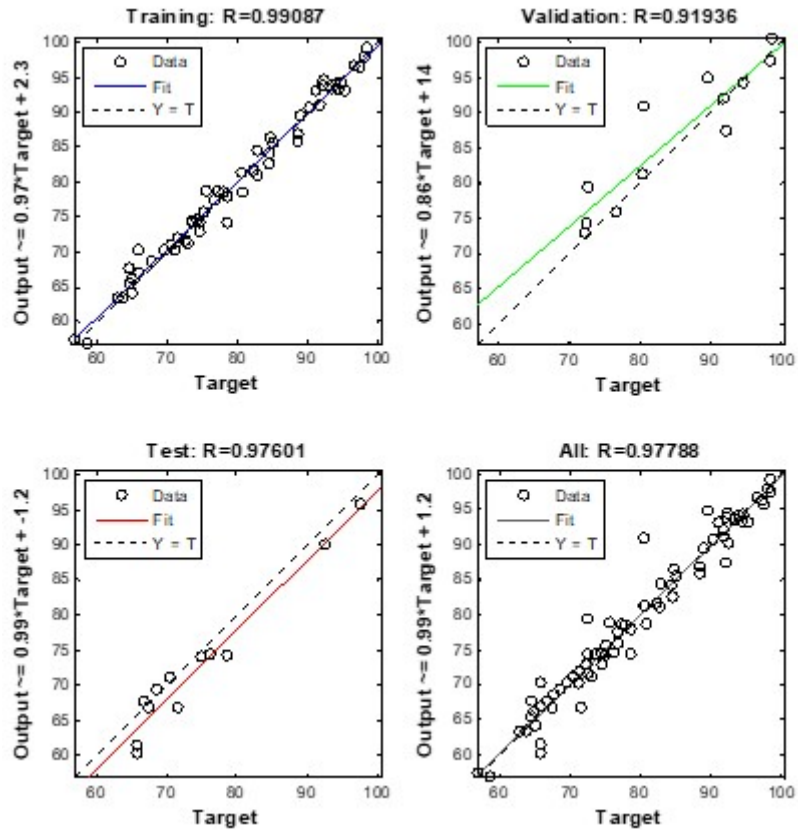 Training: R=0.99087
Output ~= 0.97*Target + 2.3
100
95
90
85
80
75
70
65
60
Data
Fit
Y = T
60 70 80 90 100
Target
Validation: R=0.91936
Output ~= 0.86*Target + 14
100
95
90
85
80
75
70
65
60
Data
Fit
Y = T
60 70 80 90 100
Target
Test: R=0.97601
Output ~= 0.99*Target + -1.2
100
95
90
85
80
75
70
65
60
Data
Fit
Y = T
60 70 80 90 100
Target
All: R=0.97788
Output ~= 0.99*Target + 1.2
100
95
90
85
80
75
70
65
60
Data
Fit
Y = T
60 70 80 90 100
Target